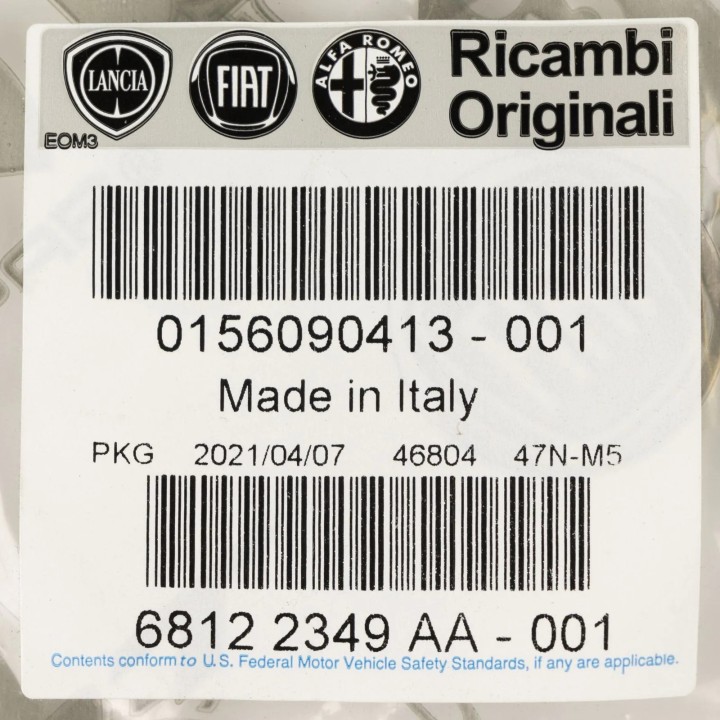 LANCIA FIAT ALFA ROMEO Ricambi
Originali
EOM3
0156090413 - 001
Made in Italy
PKG 2021/04/07 46804 47N-M5
6812 2349 AA - 001
Contents conform to U.S. Federal Motor Vehicle Safety Standards, if any are applicable.